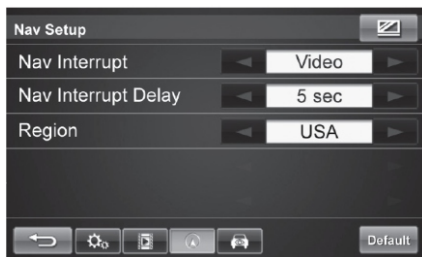 Nav Setup
Nav Interrupt Video
Nav Interrupt Delay 5 sec
Region USA
Default